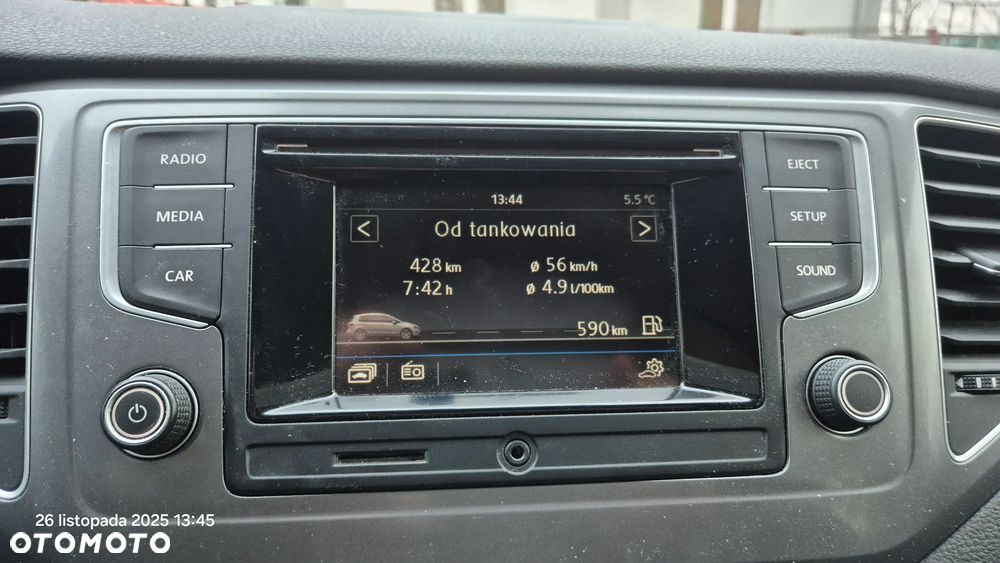 RADIO
MEDIA
CAR
EJECT
SETUP
SOUND
13:44 5.5 °C
< Od tankowania >
428 km ø 56 km/h
7:42 h ø 4.9 l/100km
590 km
26 listopada 2025 13:45
OTOMOTO